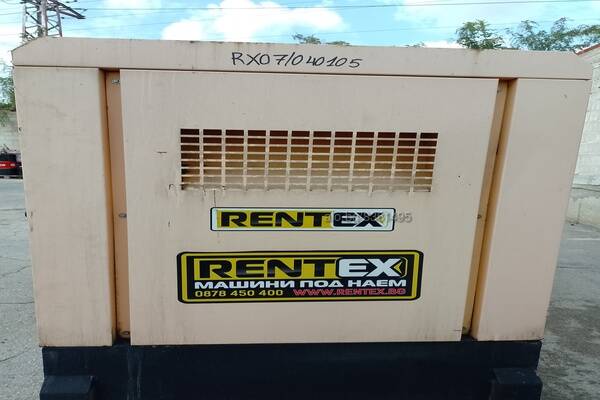 RX07/040105
RENTEX
RENTEX
МАШИНИ ПОД НАЕМ
0878 450 400 WWW.RENTEX.BG